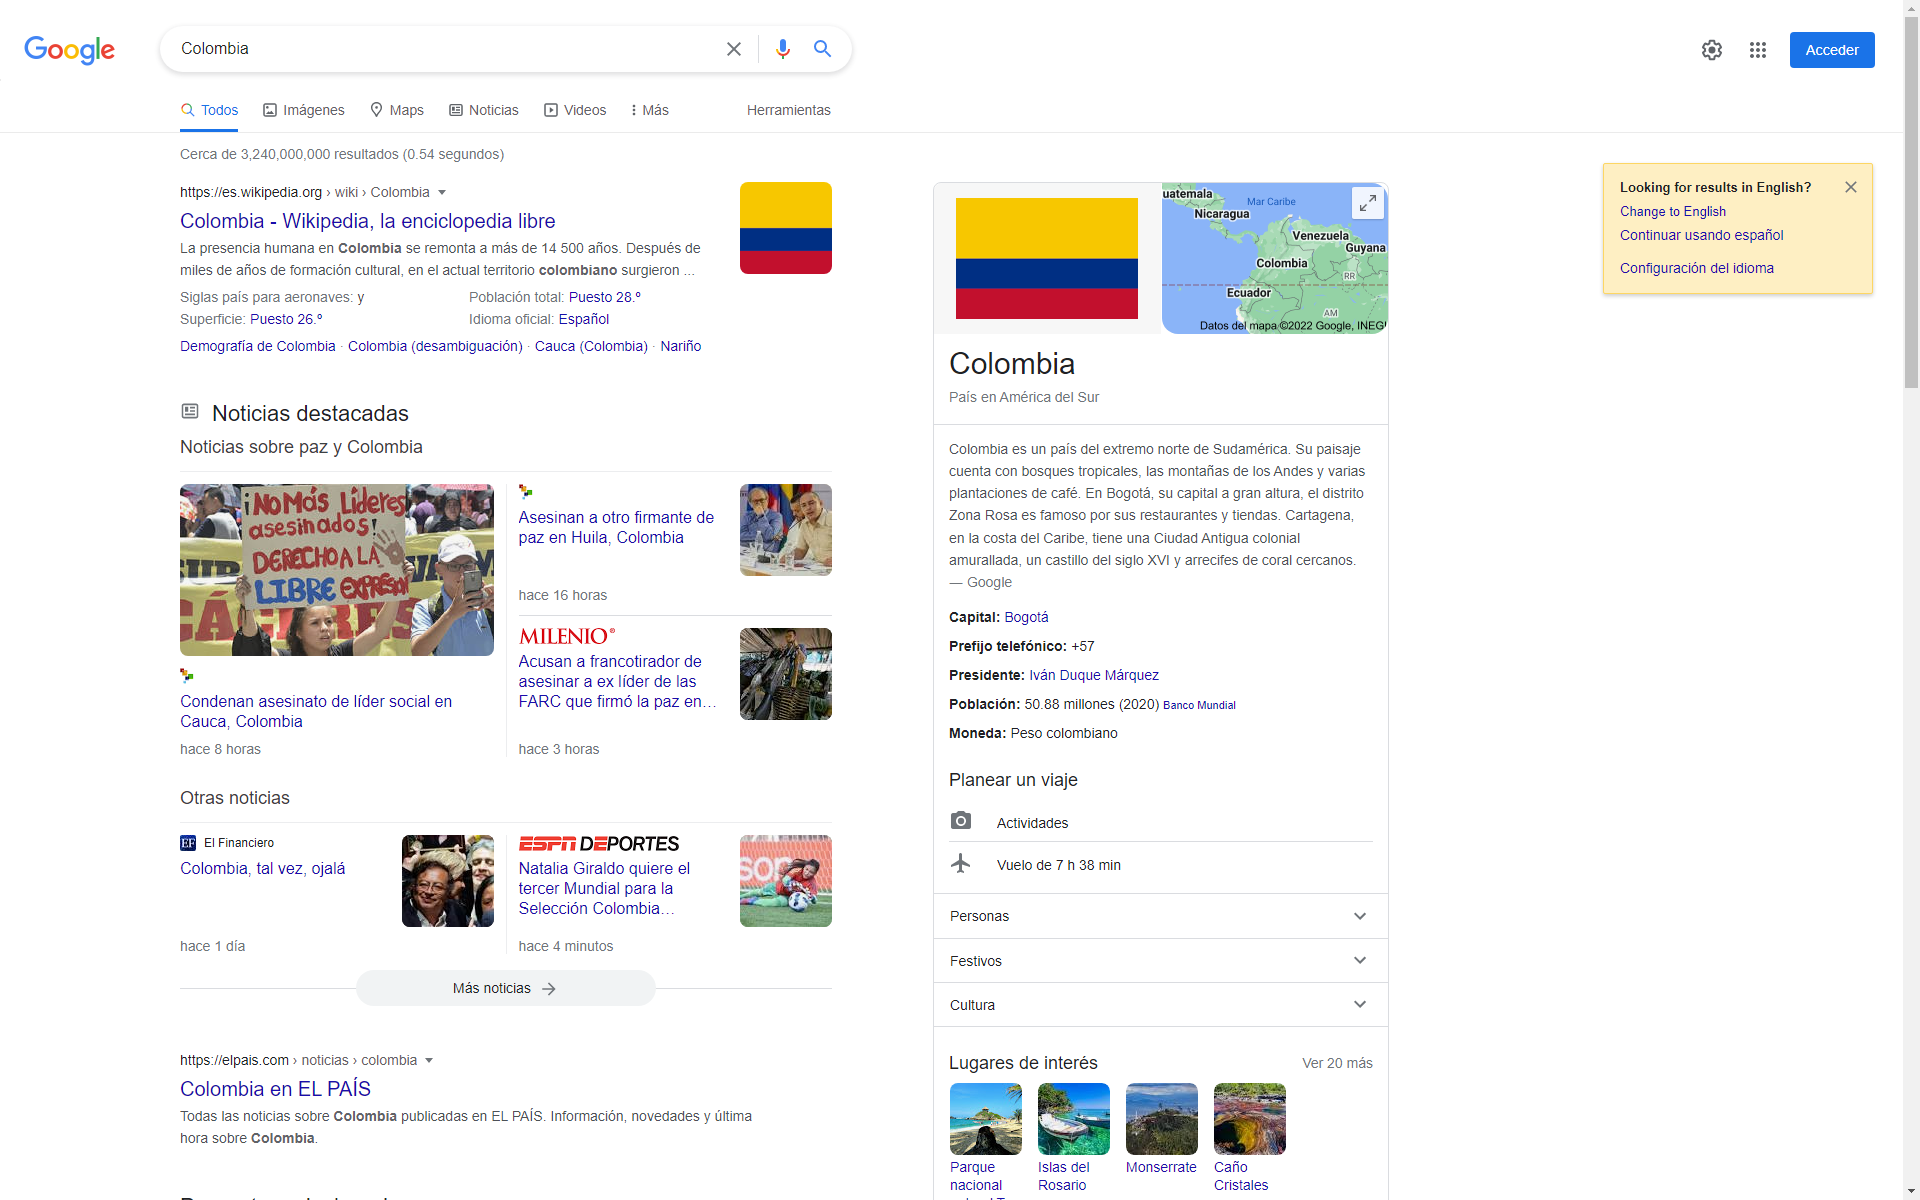 Google
Colombia
Acceder
Todos
Imágenes
Maps
Noticias
Videos
Más
Herramientas
Cerca de 3,240,000,000 resultados (0.54 segundos)
https://es.wikipedia.org › wiki › Colombia
Colombia - Wikipedia, la enciclopedia libre
La presencia humana en Colombia se remonta a más de 14 500 años. Después de
miles de años de formación cultural, en el actual territorio colombiano surgieron ...
Siglas país para aeronaves: y
Población total: Puesto 28.º
Superficie: Puesto 26.º
Idioma oficial: Español
Demografía de Colombia · Colombia (desambiguación) · Cauca (Colombia) · Nariño
Noticias destacadas
Noticias sobre paz y Colombia
¡NO MÁS Líderes
asesinados!
DERECHO A LA
LIBRE EXPRESIÓN
Condenan asesinato de líder social en
Cauca, Colombia
hace 8 horas
Asesinan a otro firmante de
paz en Huila, Colombia
hace 16 horas
MILENIO
Acusan a francotirador de
asesinar a ex líder de las
FARC que firmó la paz en...
hace 3 horas
Otras noticias
EF El Financiero
Colombia, tal vez, ojalá
hace 1 día
ESPN DEPORTES
Natalia Giraldo quiere el
tercer Mundial para la
Selección Colombia...
hace 4 minutos
Más noticias
https://elpais.com › noticias › colombia
Colombia en EL PAÍS
Todas las noticias sobre Colombia publicadas en EL PAÍS. Información, novedades y última
hora sobre Colombia.
uatemala
Nicaragua
Mar Caribe
Venezuela
Guyana
Colombia
RR
Ecuador
AM
Datos del mapa ©2022 Google, INEGI
Colombia
País en América del Sur
Colombia es un país del extremo norte de Sudamérica. Su paisaje
cuenta con bosques tropicales, las montañas de los Andes y varias
plantaciones de café. En Bogotá, su capital a gran altura, el distrito
Zona Rosa es famoso por sus restaurantes y tiendas. Cartagena,
en la costa del Caribe, tiene una Ciudad Antigua colonial
amurallada, un castillo del siglo XVI y arrecifes de coral cercanos.
— Google
Capital: Bogotá
Prefijo telefónico: +57
Presidente: Iván Duque Márquez
Población: 50.88 millones (2020) Banco Mundial
Moneda: Peso colombiano
Planear un viaje
Actividades
Vuelo de 7 h 38 min
Personas
Festivos
Cultura
Lugares de interés
Ver 20 más
Parque
nacional
Islas del
Rosario
Monserrate
Caño
Cristales
Looking for results in English?
Change to English
Continuar usando español
Configuración del idioma